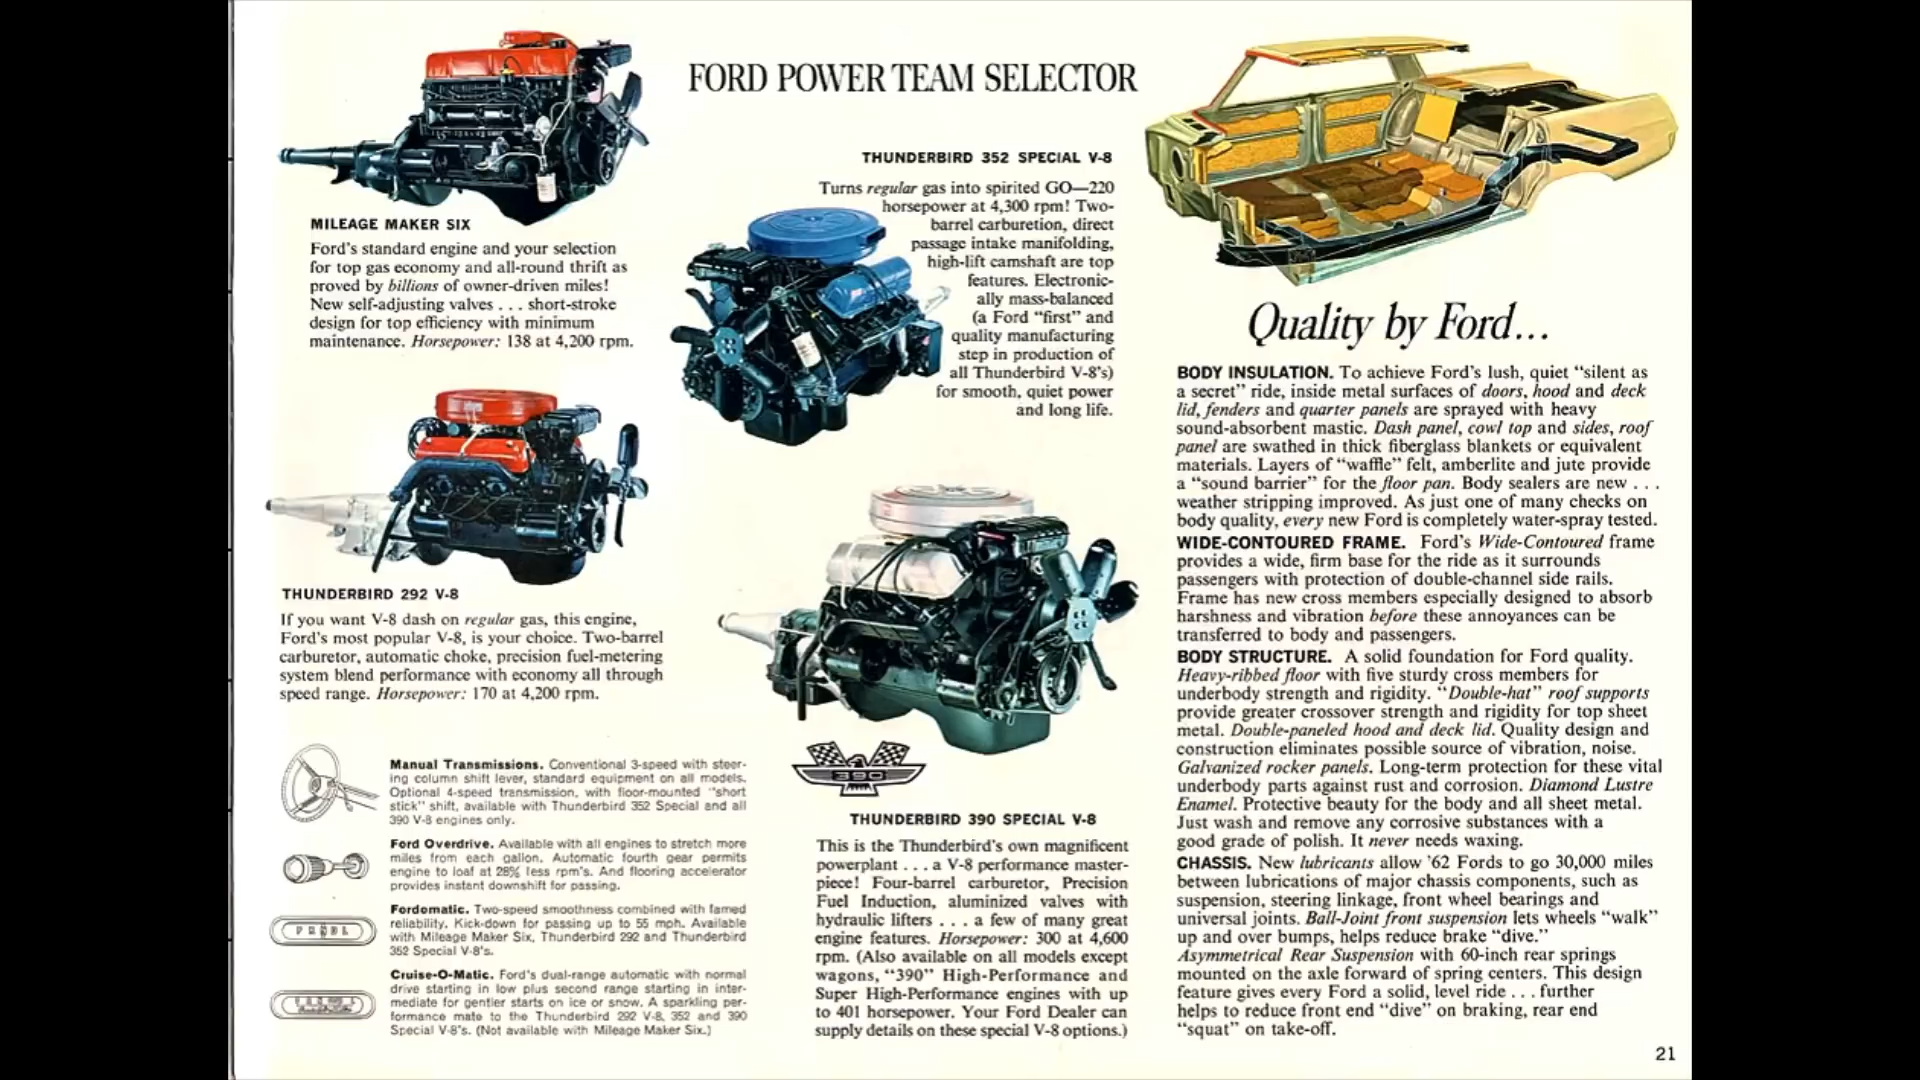 FORD POWER TEAM SELECTOR
MILEAGE MAKER SIX
Ford's standard engine and your selection
for top gas economy and all-round thrift as
proved by billions of owner-driven miles!
New self-adjusting valves . . . short-stroke
design for top efficiency with minimum
maintenance. Horsepower: 138 at 4,200 rpm.
THUNDERBIRD 292 V-8
If you want V-8 dash on regular gas, this engine,
Ford's most popular V-8, is your choice. Two-barrel
carburetor, automatic choke, precision fuel-metering
system blend performance with economy all through
speed range. Horsepower: 170 at 4,200 rpm.
Manual Transmissions. Conventional 3-speed with steer-
ing column shift lever, standard equipment on all models.
Optional 4-speed transmission, with floor-mounted "short
stick" shift, available with Thunderbird 352 Special and all
390 V-8 engines only.
Ford Overdrive. Available with all engines to stretch more
miles from each gallon. Automatic fourth gear permits
engine to loaf at 28% less rpm's. And flooring accelerator
provides instant downshift for passing.
Fordomatic. Two-speed smoothness combined with famed
reliability. Kick-down for passing up to 55 mph. Available
with Mileage Maker Six, Thunderbird 292 and Thunderbird
352 Special V-8's.
Cruise-O-Matic. Ford's dual-range automatic with normal
drive starting in low plus second range starting in inter-
mediate for gentler starts on ice or snow. A sparkling per-
formance mate to the Thunderbird 292 V-8, 352 and 390
Special V-8's. (Not available with Mileage Maker Six.)
THUNDERBIRD 352 SPECIAL V-8
Turns regular gas into spirited GO—220
horsepower at 4,300 rpm! Two-
barrel carburetion, direct
passage intake manifolding,
high-lift camshaft are top
features. Electronic-
ally mass-balanced
(a Ford "first" and
quality manufacturing
step in production of
all Thunderbird V-8's)
for smooth, quiet power
and long life.
390
THUNDERBIRD 390 SPECIAL V-8
This is the Thunderbird's own magnificent
powerplant . . . a V-8 performance master-
piece! Four-barrel carburetor, Precision
Fuel Induction, aluminized valves with
hydraulic lifters . . . a few of many great
engine features. Horsepower: 300 at 4,600
rpm. (Also available on all models except
wagons, "390" High-Performance and
Super High-Performance engines with up
to 401 horsepower. Your Ford Dealer can
supply details on these special V-8 options.)
Quality by Ford...
BODY INSULATION. To achieve Ford's lush, quiet "silent as
a secret" ride, inside metal surfaces of doors, hood and deck
lid, fenders and quarter panels are sprayed with heavy
sound-absorbent mastic. Dash panel, cowl top and sides, roof
panel are swathed in thick fiberglass blankets or equivalent
materials. Layers of "waffle" felt, amberlite and jute provide
a "sound barrier" for the floor pan. Body sealers are new . . .
weather stripping improved. As just one of many checks on
body quality, every new Ford is completely water-spray tested.
WIDE-CONTOURED FRAME. Ford's Wide-Contoured frame
provides a wide, firm base for the ride as it surrounds
passengers with protection of double-channel side rails.
Frame has new cross members especially designed to absorb
harshness and vibration before these annoyances can be
transferred to body and passengers.
BODY STRUCTURE. A solid foundation for Ford quality.
Heavy-ribbed floor with five sturdy cross members for
underbody strength and rigidity. "Double-hat" roof supports
provide greater crossover strength and rigidity for top sheet
metal. Double-paneled hood and deck lid. Quality design and
construction eliminates possible source of vibration, noise.
Galvanized rocker panels. Long-term protection for these vital
underbody parts against rust and corrosion. Diamond Lustre
Enamel. Protective beauty for the body and all sheet metal.
Just wash and remove any corrosive substances with a
good grade of polish. It never needs waxing.
CHASSIS. New lubricants allow '62 Fords to go 30,000 miles
between lubrications of major chassis components, such as
suspension, steering linkage, front wheel bearings and
universal joints. Ball-Joint front suspension lets wheels "walk"
up and over bumps, helps reduce brake "dive."
Asymmetrical Rear Suspension with 60-inch rear springs
mounted on the axle forward of spring centers. This design
feature gives every Ford a solid, level ride . . . further
helps to reduce front end "dive" on braking, rear end
"squat" on take-off.
21